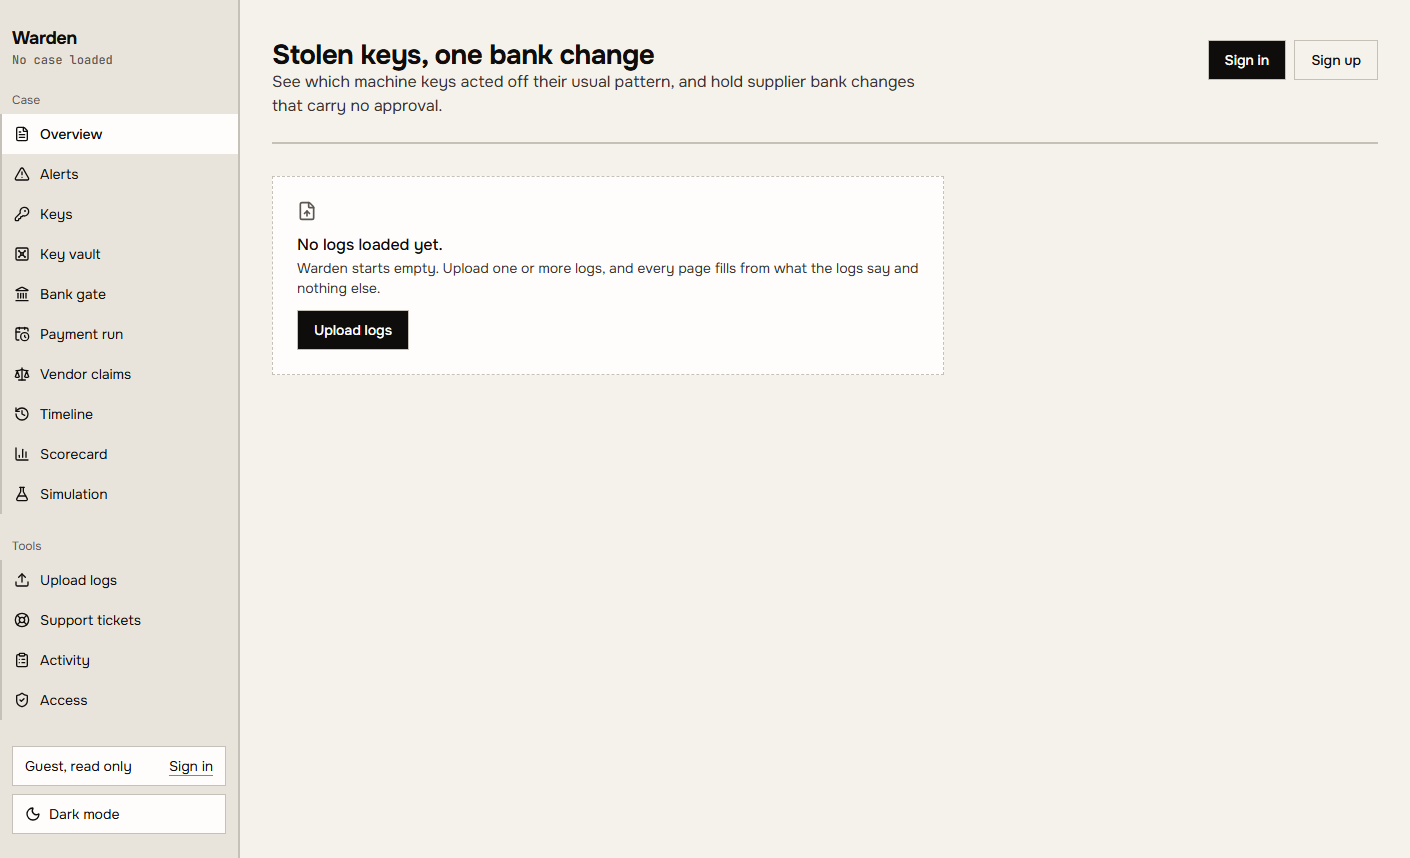 Warden
No case loaded
Case
Overview
Alerts
Keys
Key vault
Bank gate
Payment run
Vendor claims
Timeline
Scorecard
Simulation
Tools
Upload logs
Support tickets
Activity
Access
Guest, read only Sign in
Dark mode
Stolen keys, one bank change
See which machine keys acted off their usual pattern, and hold supplier bank changes
that carry no approval.
Sign in Sign up
No logs loaded yet.
Warden starts empty. Upload one or more logs, and every page fills from what the logs say and
nothing else.
Upload logs